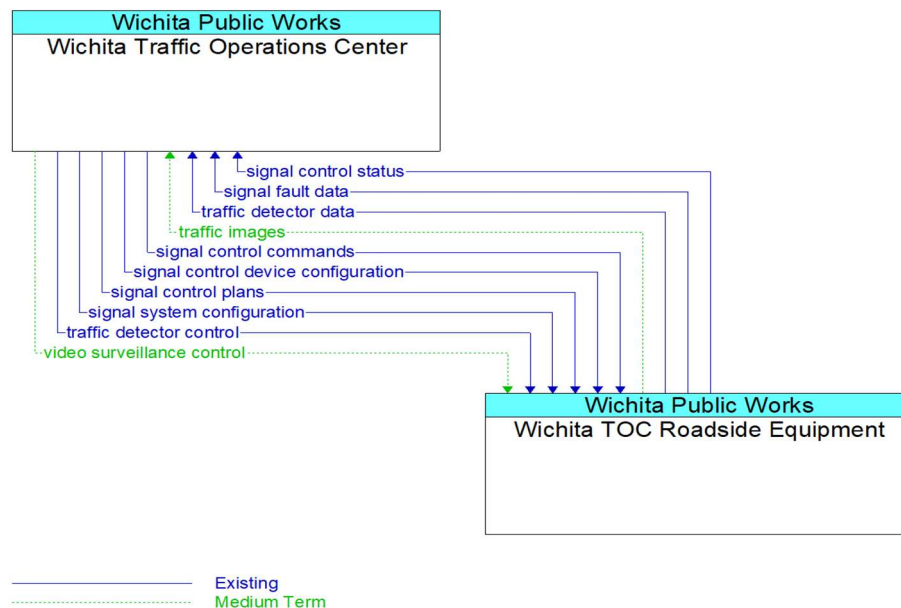 Wichita Public Works
Wichita Traffic Operations Center
signal control status
signal fault data
traffic detector data
traffic images
signal control commands
signal control device configuration
signal control plans
signal system configuration
traffic detector control
video surveillance control
Wichita Public Works
Wichita TOC Roadside Equipment
Existing
Medium Term